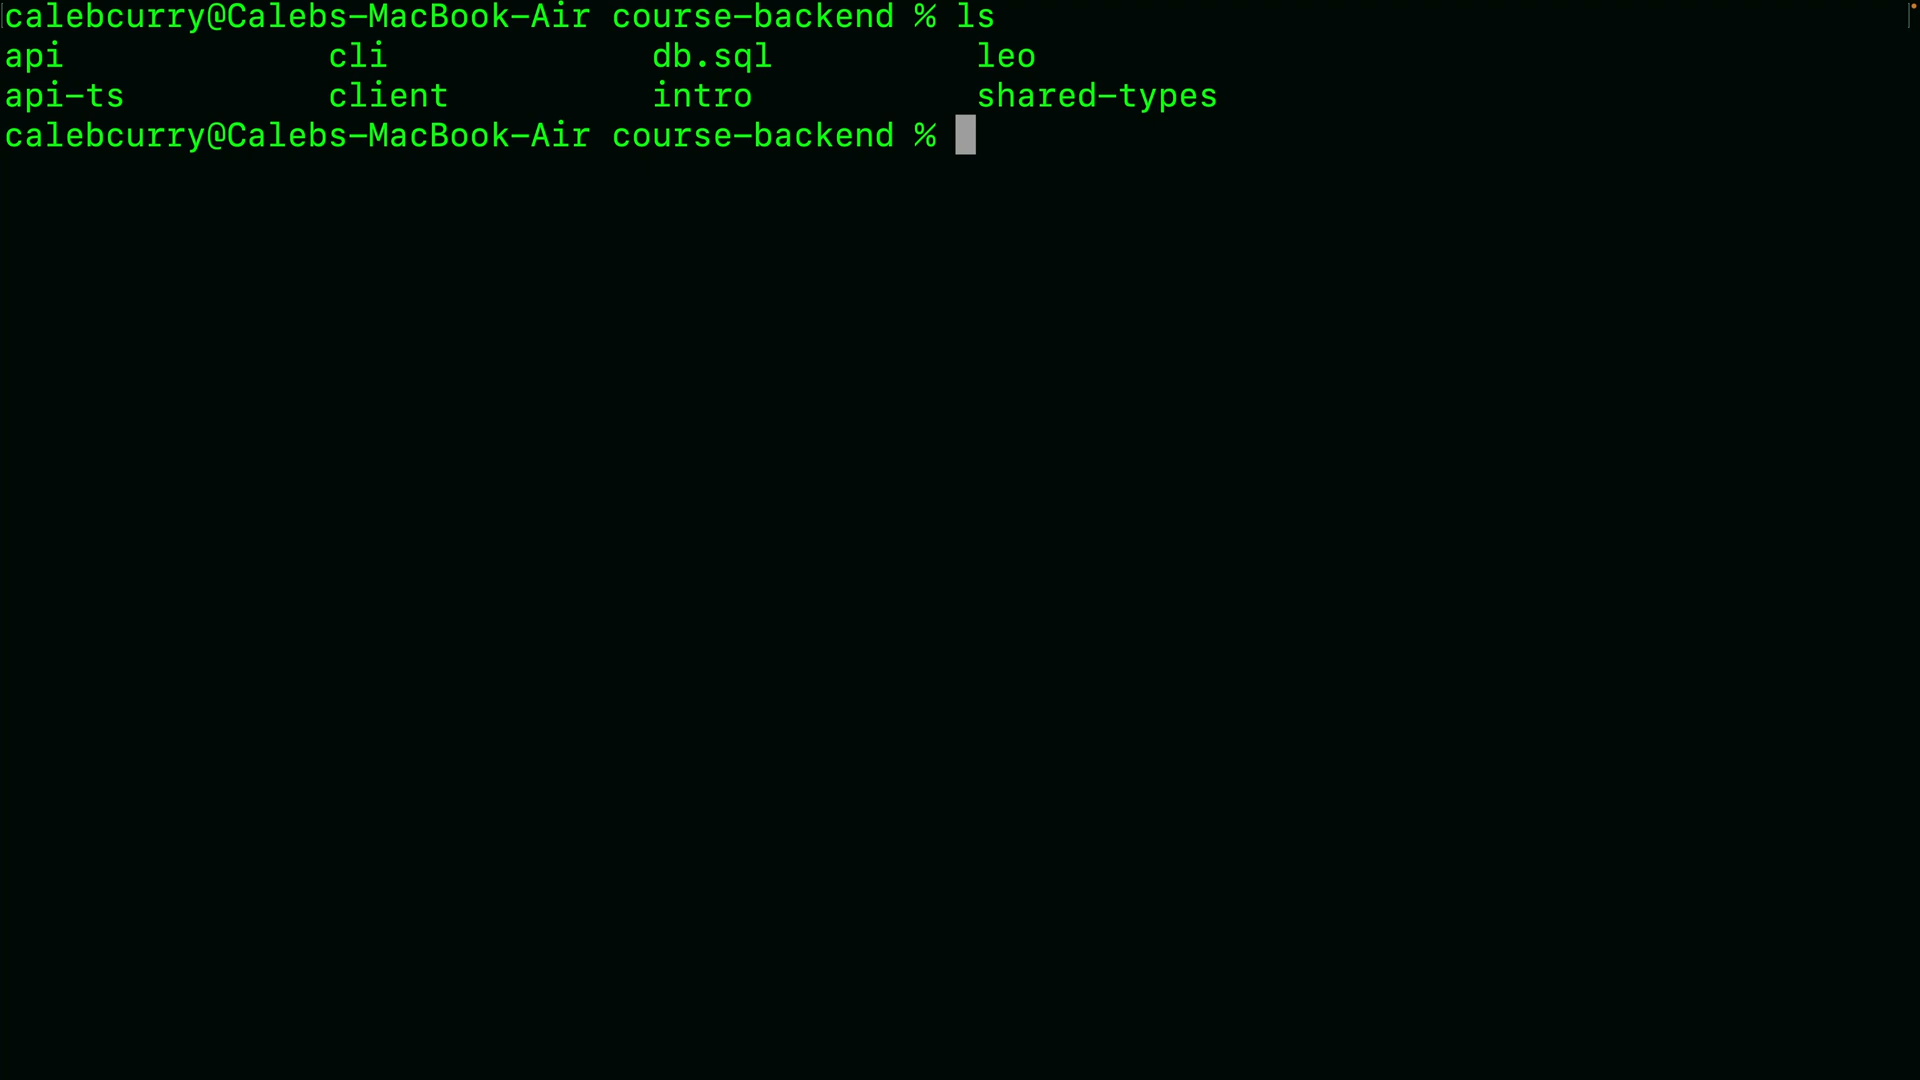 calebcurry@Calebs-MacBook-Air course-backend % ls
api cli db.sql leo
api-ts client intro shared-types
calebcurry@Calebs-MacBook-Air course-backend %